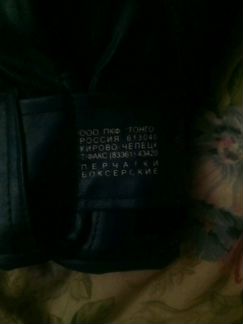 ООО ПКФ "ТОНГО"
РОССИЯ 613040
КИРОВО-ЧЕПЕЦК
Т-ФАКС (83361) 43420
ПЕРЧАТКИ
БОКСЕРСКИЕ